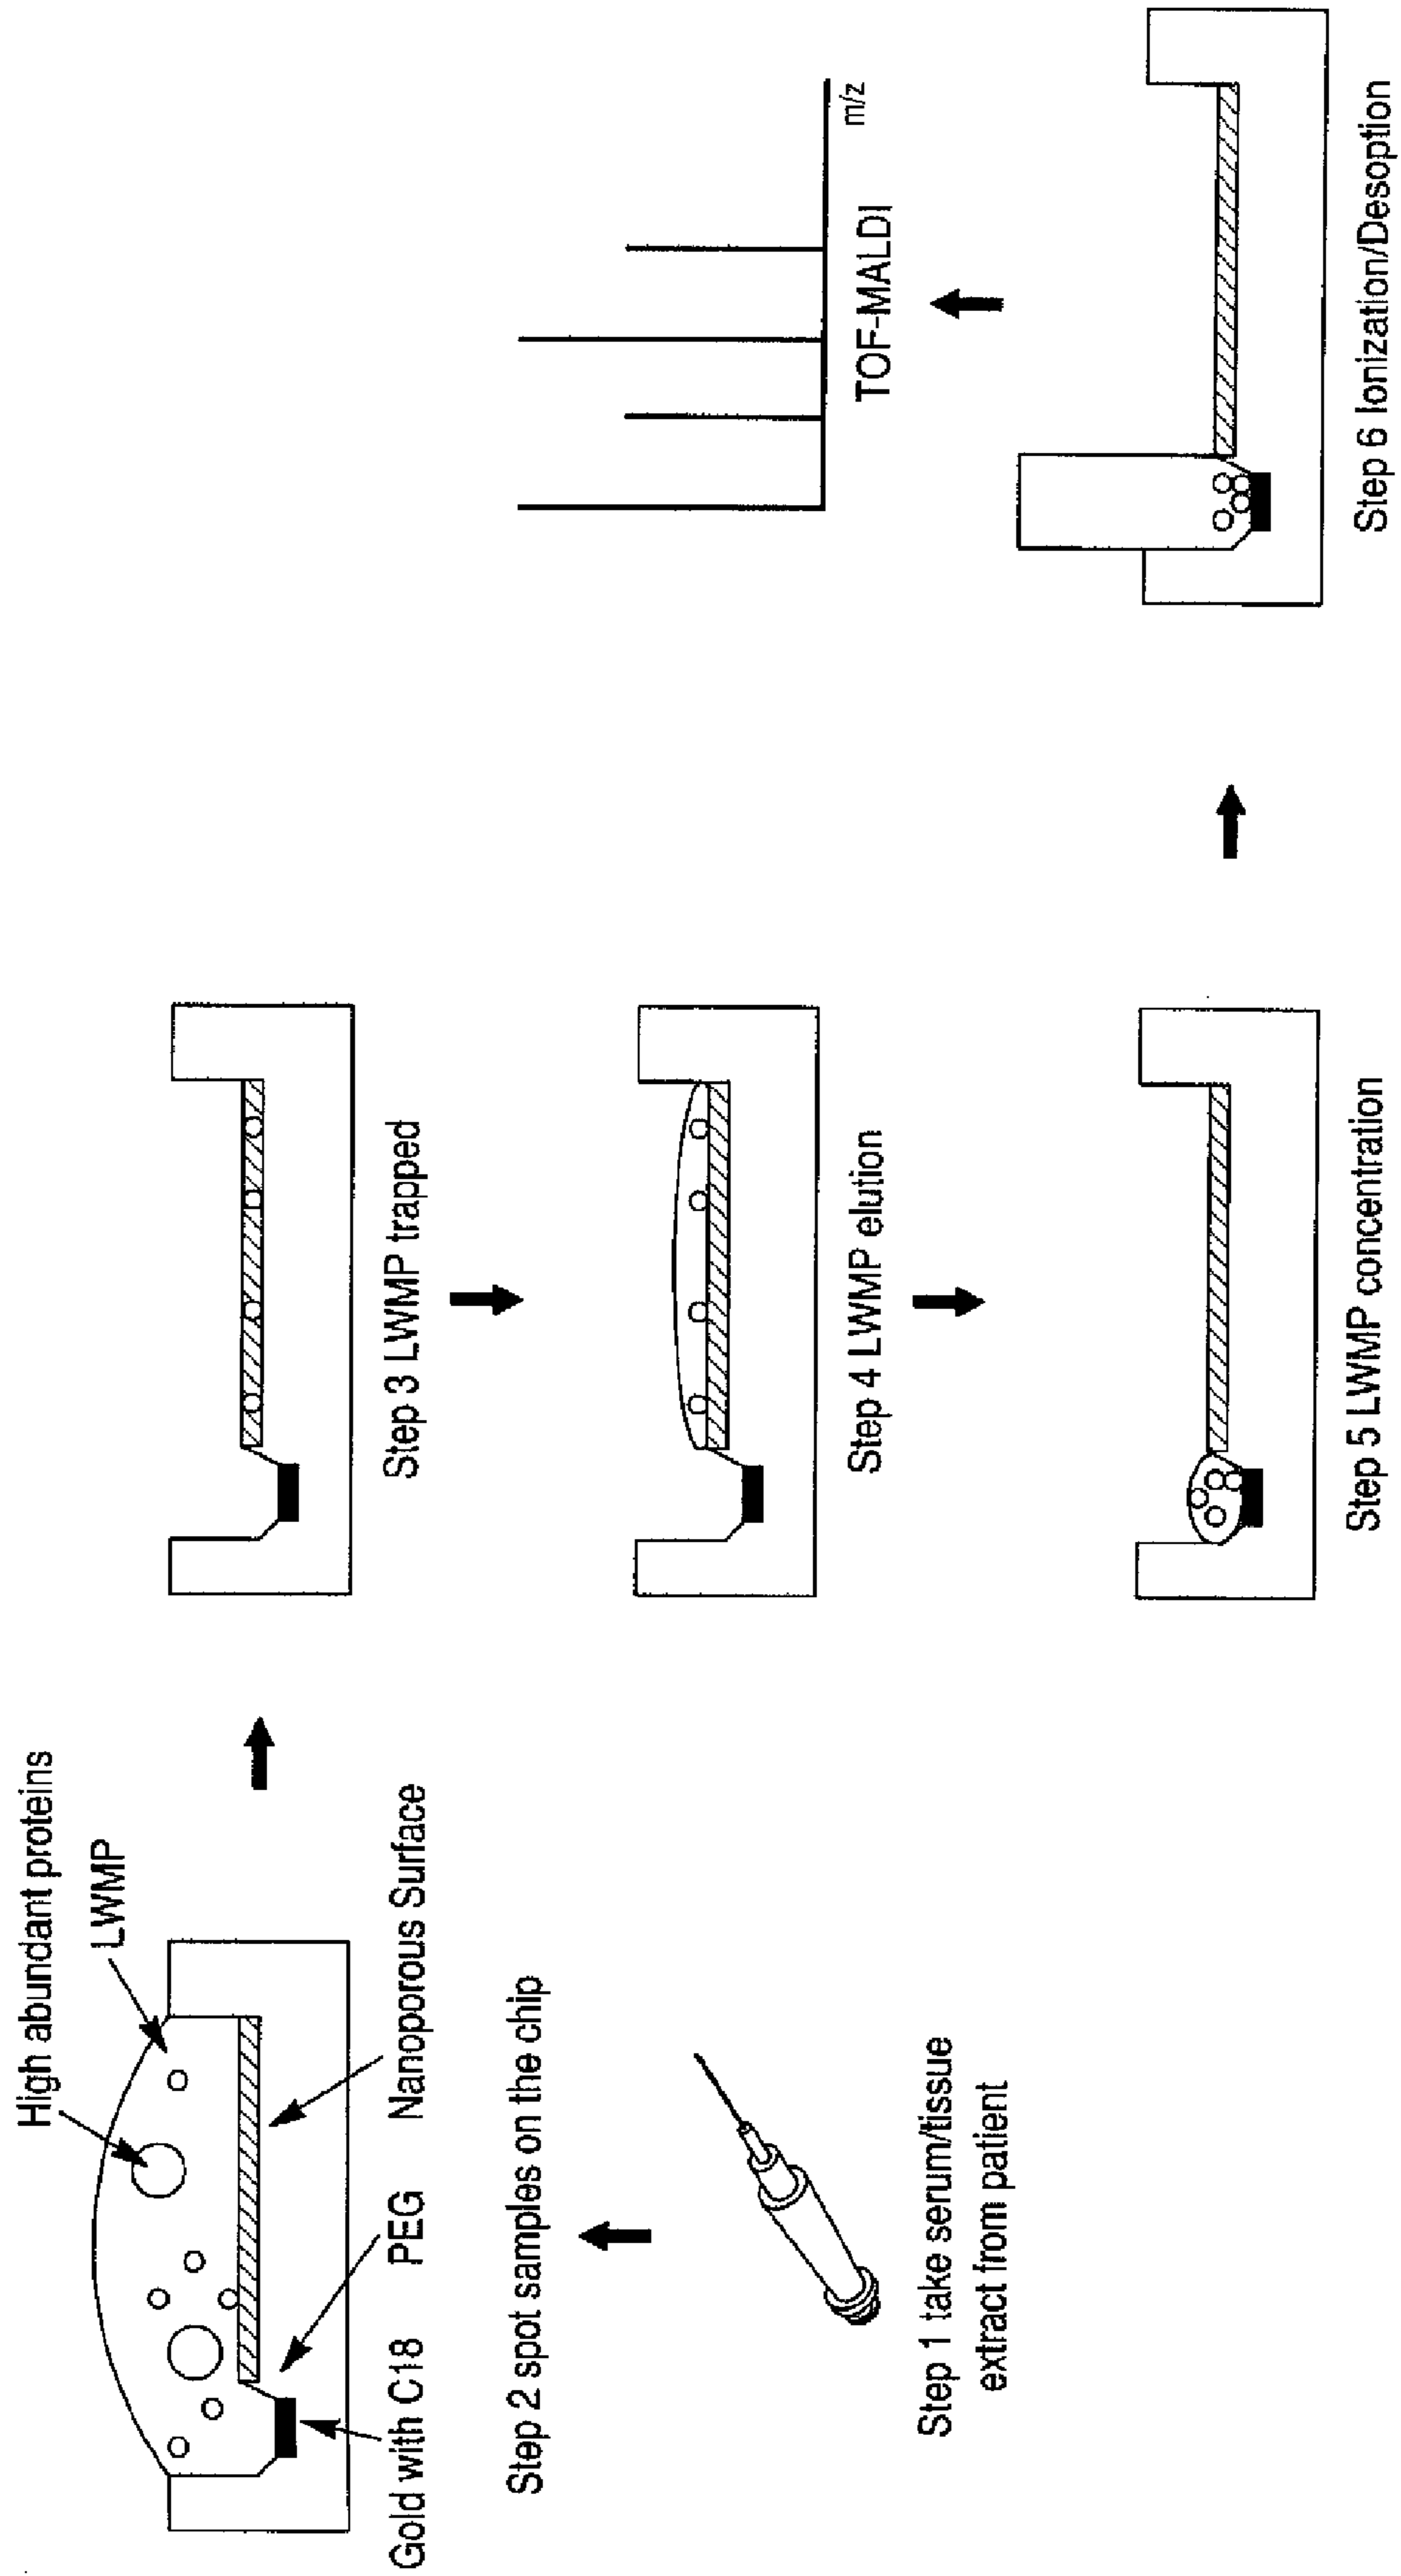 High abundant proteins
LWMP
Gold with C18
PEG
Nanoporous Surface
Step 2 spot samples on the chip
Step 1 take serum/tissue
extract from patient
Step 3 LWMP trapped
Step 4 LWMP elution
Step 5 LWMP concentration
m/z
TOF-MALDI
Step 6 Ionization/Desoption